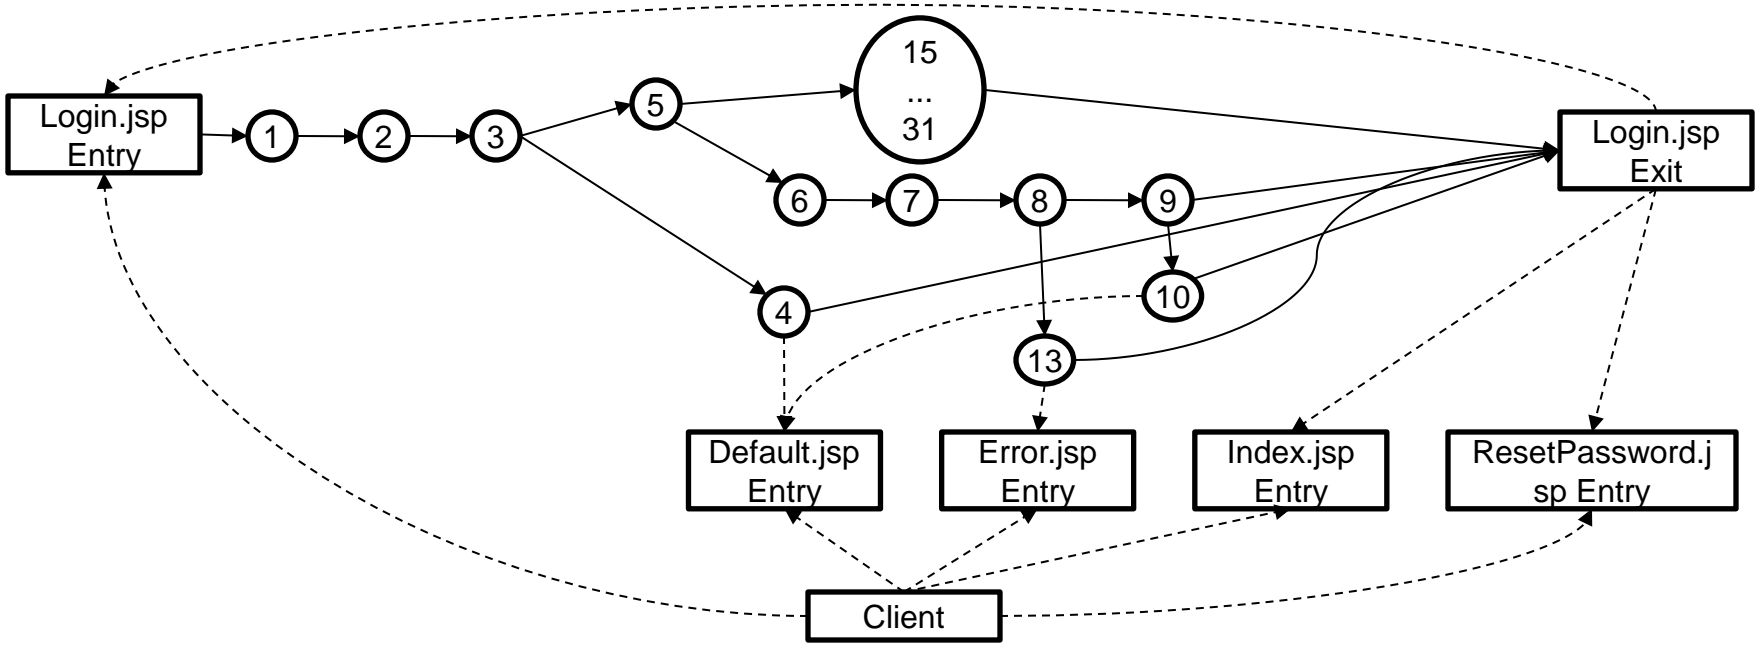 15
...
31
Login.jsp
Entry
1
2
3
5
Login.jsp
Exit
6
7
8
9
4
10
13
Default.jsp
Entry
Error.jsp
Entry
Index.jsp
Entry
ResetPassword.j
sp Entry
Client